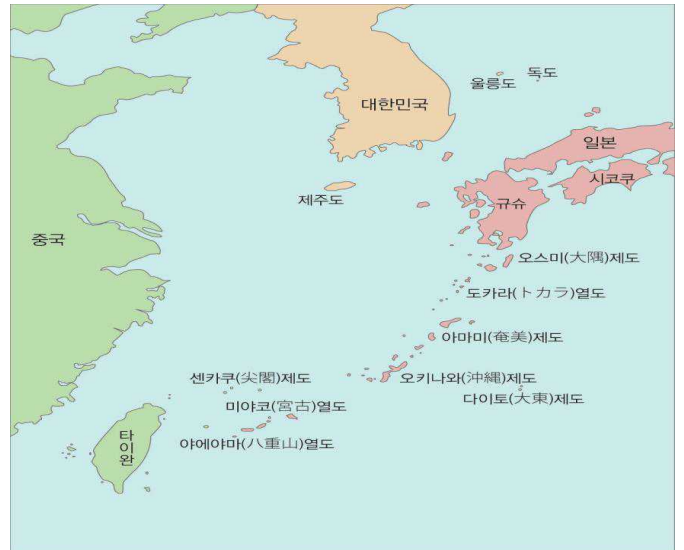 독도
울릉도
대한민국
일본
시코쿠
제주도
규슈
중국
오스미(大隅)제도
도카라(トカラ)열도
아마미(奄美)제도
센카쿠(尖閣)제도
오키나와(沖縄)제도
다이토(大東)제도
미야코(宮古)열도
타이완
야에야마(八重山)열도